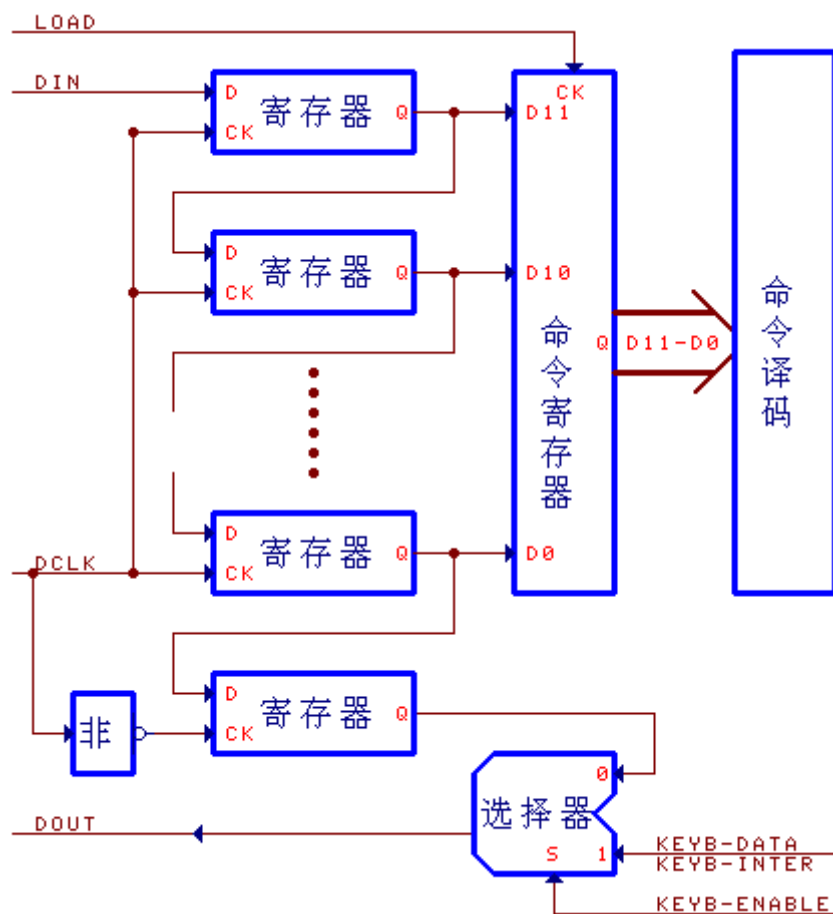 LOAD
DIN
D
寄存器
Q
CK
CK
D11
D
寄存器
Q
CK
D10
命令寄存器
Q
D11-D0
命令译码
D
寄存器
Q
CK
D0
DCLK
D
寄存器
Q
CK
非
0
选择器
S
1
DOUT
KEYB-DATA
KEYB-INTER
KEYB-ENABLE